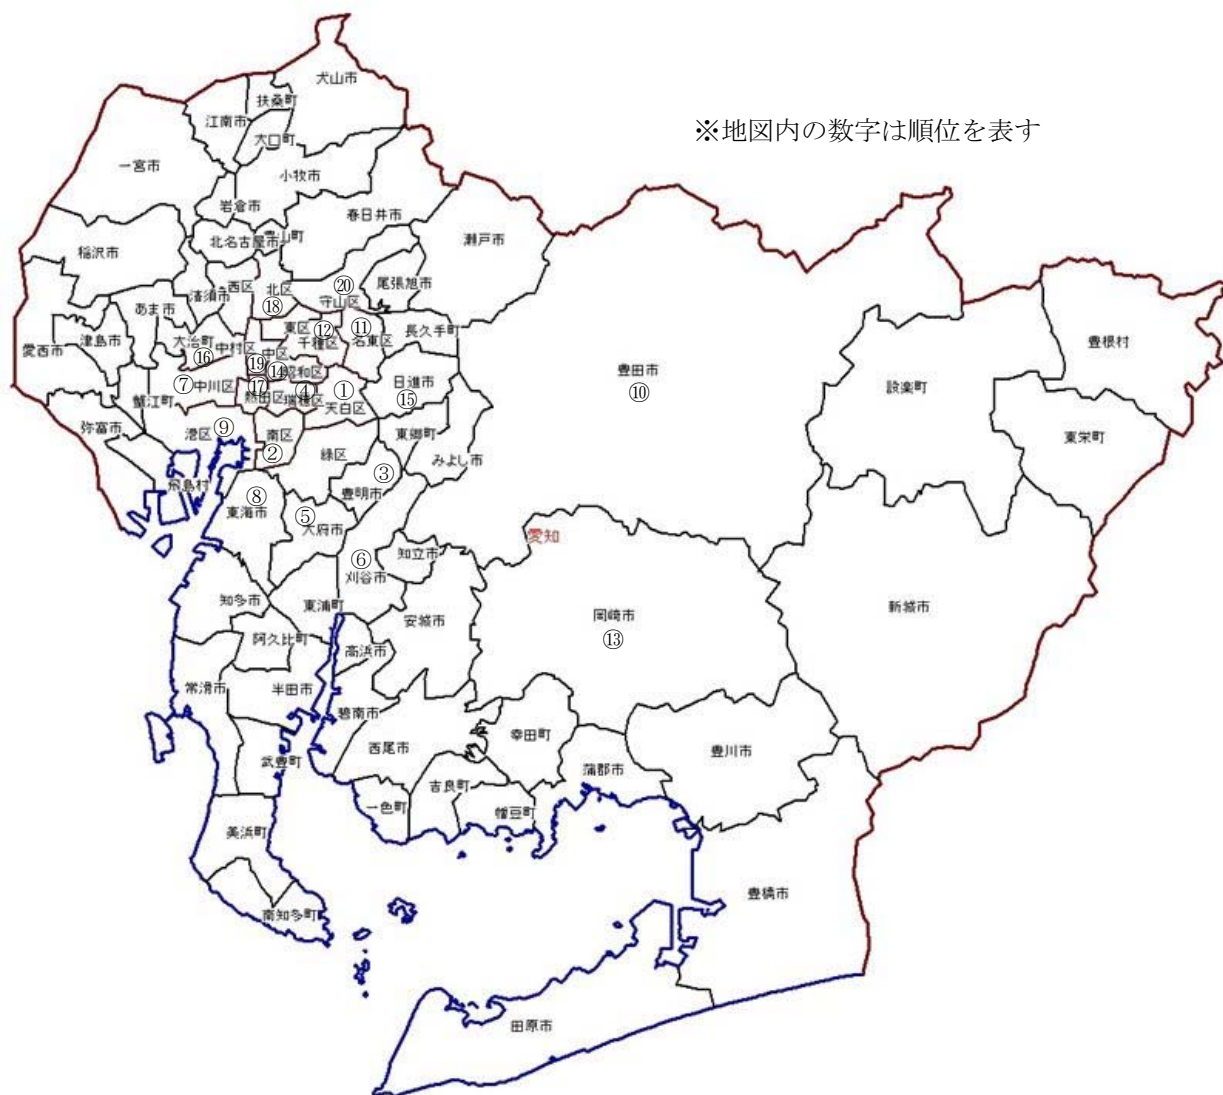 犬山市
扶桑町
江南市
大口町
※地図内の数字は順位を表す
一宮市
小牧市
岩倉市
春日井市
豊山町
北名古屋市
瀬戸市
稲沢市
尾張旭市
⑳
守山区
西区
北区
⑱
清須市
あま市
東区
⑫
千種区
⑪
名東区
長久手町
大治町
⑯
中村区
中区
津島市
愛西市
⑲
⑭
昭和区
豊田市
⑩
設楽町
豊根村
⑦
中川区
⑰
熱田区
④
瑞穂区
①
天白区
日進市
⑮
蟹江町
弥富市
港区
⑨
南区
②
緑区
東郷町
みよし市
東栄町
③
豊明市
飛島村
⑧
東海市
⑤
大府市
愛知
⑥
刈谷市
知立市
知多市
東浦町
安城市
岡崎市
⑬
新城市
阿久比町
高浜市
常滑市
半田市
碧南市
西尾市
幸田町
豊川市
武豊町
蒲郡市
吉良町
一色町
幡豆町
美浜町
豊橋市
南知多町
田原市